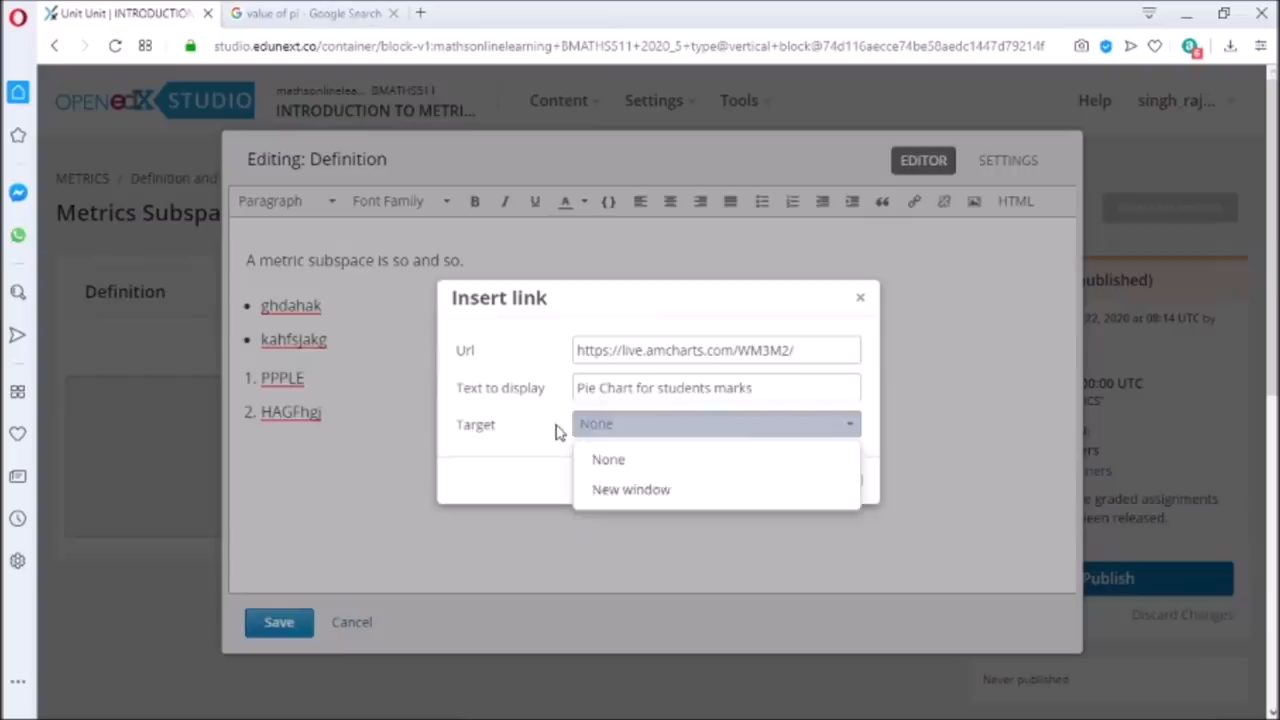 Unit Unit | INTRODUCTION
value of pi - Google Search
studio.edunext.co/container/block-v1:mathsonlinelearning+BMATHS511+2020_5+type@vertical+block@74d116aecce74be58aedc1447d79214f
OPEN edX STUDIO
mathsonlinelea... BMATHS511
INTRODUCTION TO METRI...
Content
Settings
Tools
Help
singh_raj...
Editing: Definition
EDITOR
SETTINGS
METRICS / Definition and
Metrics Subspa
Paragraph
Font Family
B
I
U
A
{}
HTML
A metric subspace is so and so.
Definition
• ghdahak
• kahfsjakg
1. PPPLE
2. HAGFhgj
Insert link
×
Url
https://live.amcharts.com/WM3M2/
Text to display
Pie Chart for students marks
Target
None
None
New window
ublished)
22, 2020 at 08:14 UTC by
00:00 UTC
ers
ners
e graded assignments
een released.
Publish
Discard Changes
Never published
Save
Cancel